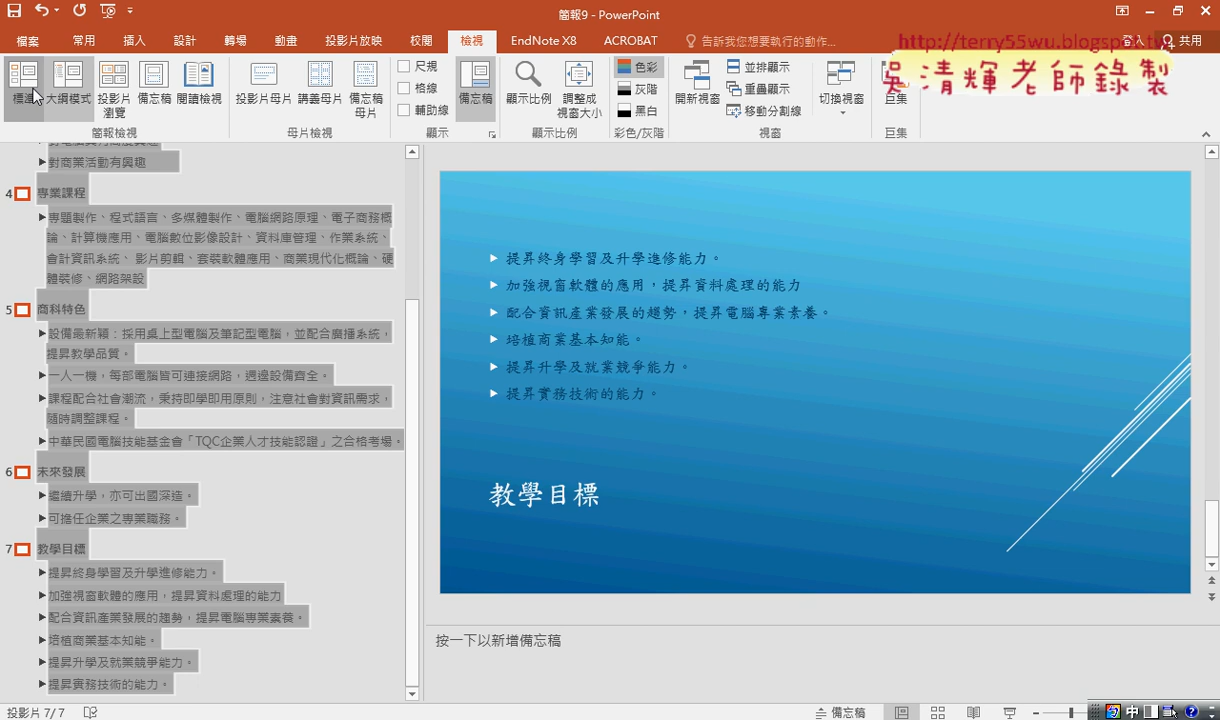 簡報9 - PowerPoint
檔案 常用 插入 設計 轉場 動畫 投影片放映 校閱 檢視 EndNote X8 ACROBAT 告訴我您想要執行的動作... 登入 共用
http://terry55wu.blogspot.tw
吳清輝老師錄製
標準 大綱模式 投影片瀏覽 備忘稿 閱讀檢視 投影片母片 講義母片 備忘稿母片 尺規 格線 輔助線 備忘稿 顯示比例 調整成視窗大小 色彩 灰階 黑白 開新視窗 並排顯示 重疊顯示 移動分割線 切換視窗 巨集
簡報檢視 母片檢視 顯示 顯示比例 彩色/灰階 視窗 巨集
對商業活動有興趣
4 專業課程
專題製作、程式語言、多媒體製作、電腦網路原理、電子商務概
論、計算機應用、電腦數位影像設計、資料庫管理、作業系統、
會計資訊系統、 影片剪輯、套裝軟體應用、商業現代化概論、硬
體裝修、網路架設
5 商科特色
設備最新穎：採用桌上型電腦及筆記型電腦，並配合廣播系統，
提昇教學品質。
一人一機，每部電腦皆可連接網路，週邊設備齊全。
課程配合社會潮流，秉持即學即用原則，注意社會對資訊需求，
隨時調整課程。
中華民國電腦技能基金會「TQC企業人才技能認證」之合格考場。
6 未來發展
繼續升學，亦可出國深造。
可擔任企業之專業職務。
7 教學目標
提昇終身學習及升學進修能力。
加強視窗軟體的應用，提昇資料處理的能力
配合資訊產業發展的趨勢，提昇電腦專業素養。
培植商業基本知能。
提昇升學及就業競爭能力。
提昇實務技術的能力。
提昇終身學習及升學進修能力。
加強視窗軟體的應用，提昇資料處理的能力
配合資訊產業發展的趨勢，提昇電腦專業素養。
培植商業基本知能。
提昇升學及就業競爭能力。
提昇實務技術的能力。
教學目標
按一下以新增備忘稿
投影片 7/7 備忘稿 中